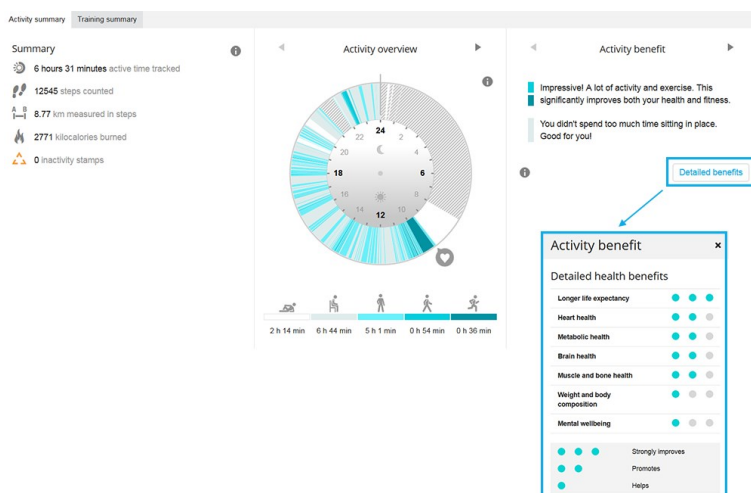 Activity summary
Training summary
Summary
6 hours 31 minutes active time tracked
12545 steps counted
A B
8.77 km measured in steps
2771 kilocalories burned
0 inactivity stamps
Activity overview
24
22
2
20
4
18
6
16
8
14
10
12
2 h 14 min
6 h 44 min
5 h 1 min
0 h 54 min
0 h 36 min
Activity benefit
Impressive! A lot of activity and exercise. This
significantly improves both your health and fitness.
You didn't spend too much time sitting in place.
Good for you!
Detailed benefits
Activity benefit
×
Detailed health benefits
Longer life expectancy
Heart health
Metabolic health
Brain health
Muscle and bone health
Weight and body
composition
Mental wellbeing
Strongly improves
Promotes
Helps